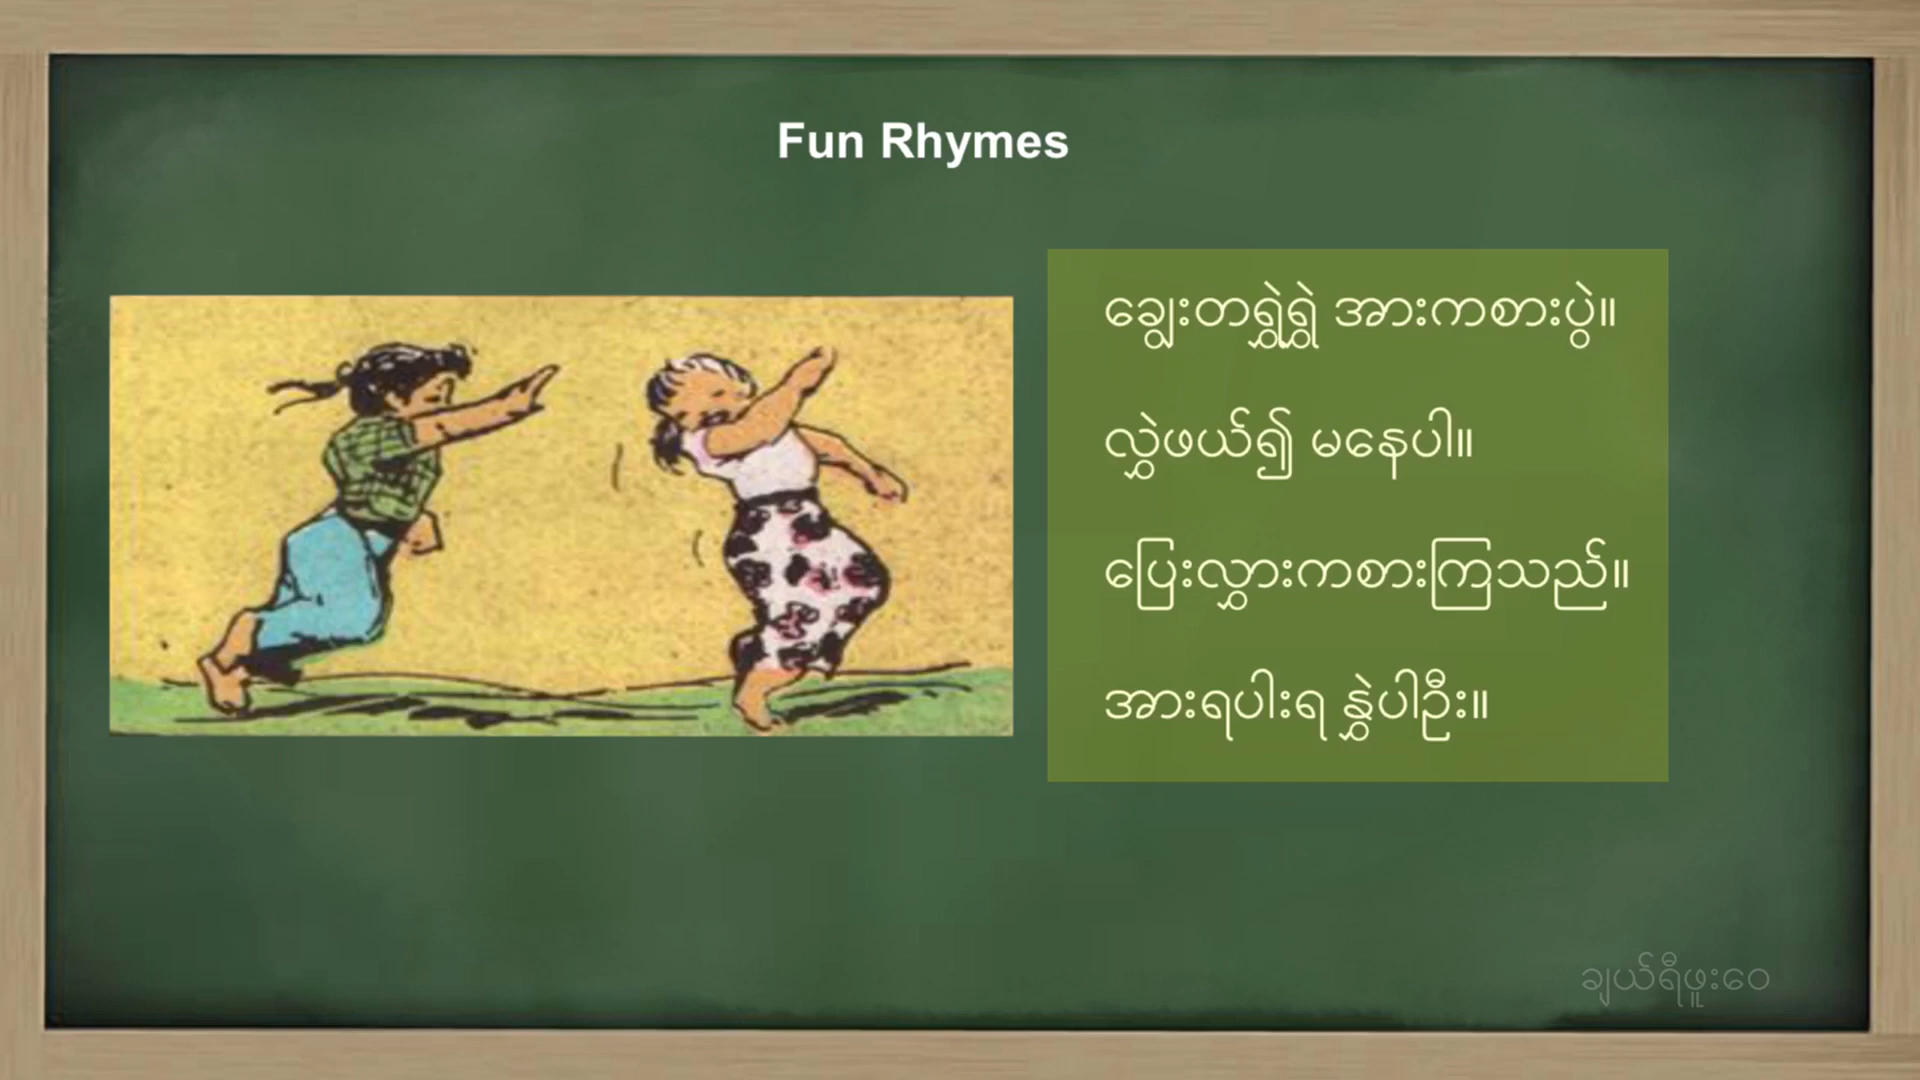 Fun Rhymes
ချွေးတရွှဲရွှဲ အားကစားပွဲ။
လွှဲဖယ်၍ မနေပါ။
ပြေးလွှားကစားကြသည်။
အားရပါးရ နွှဲပါဦး။
ချယ်ရီဖူးဝေ